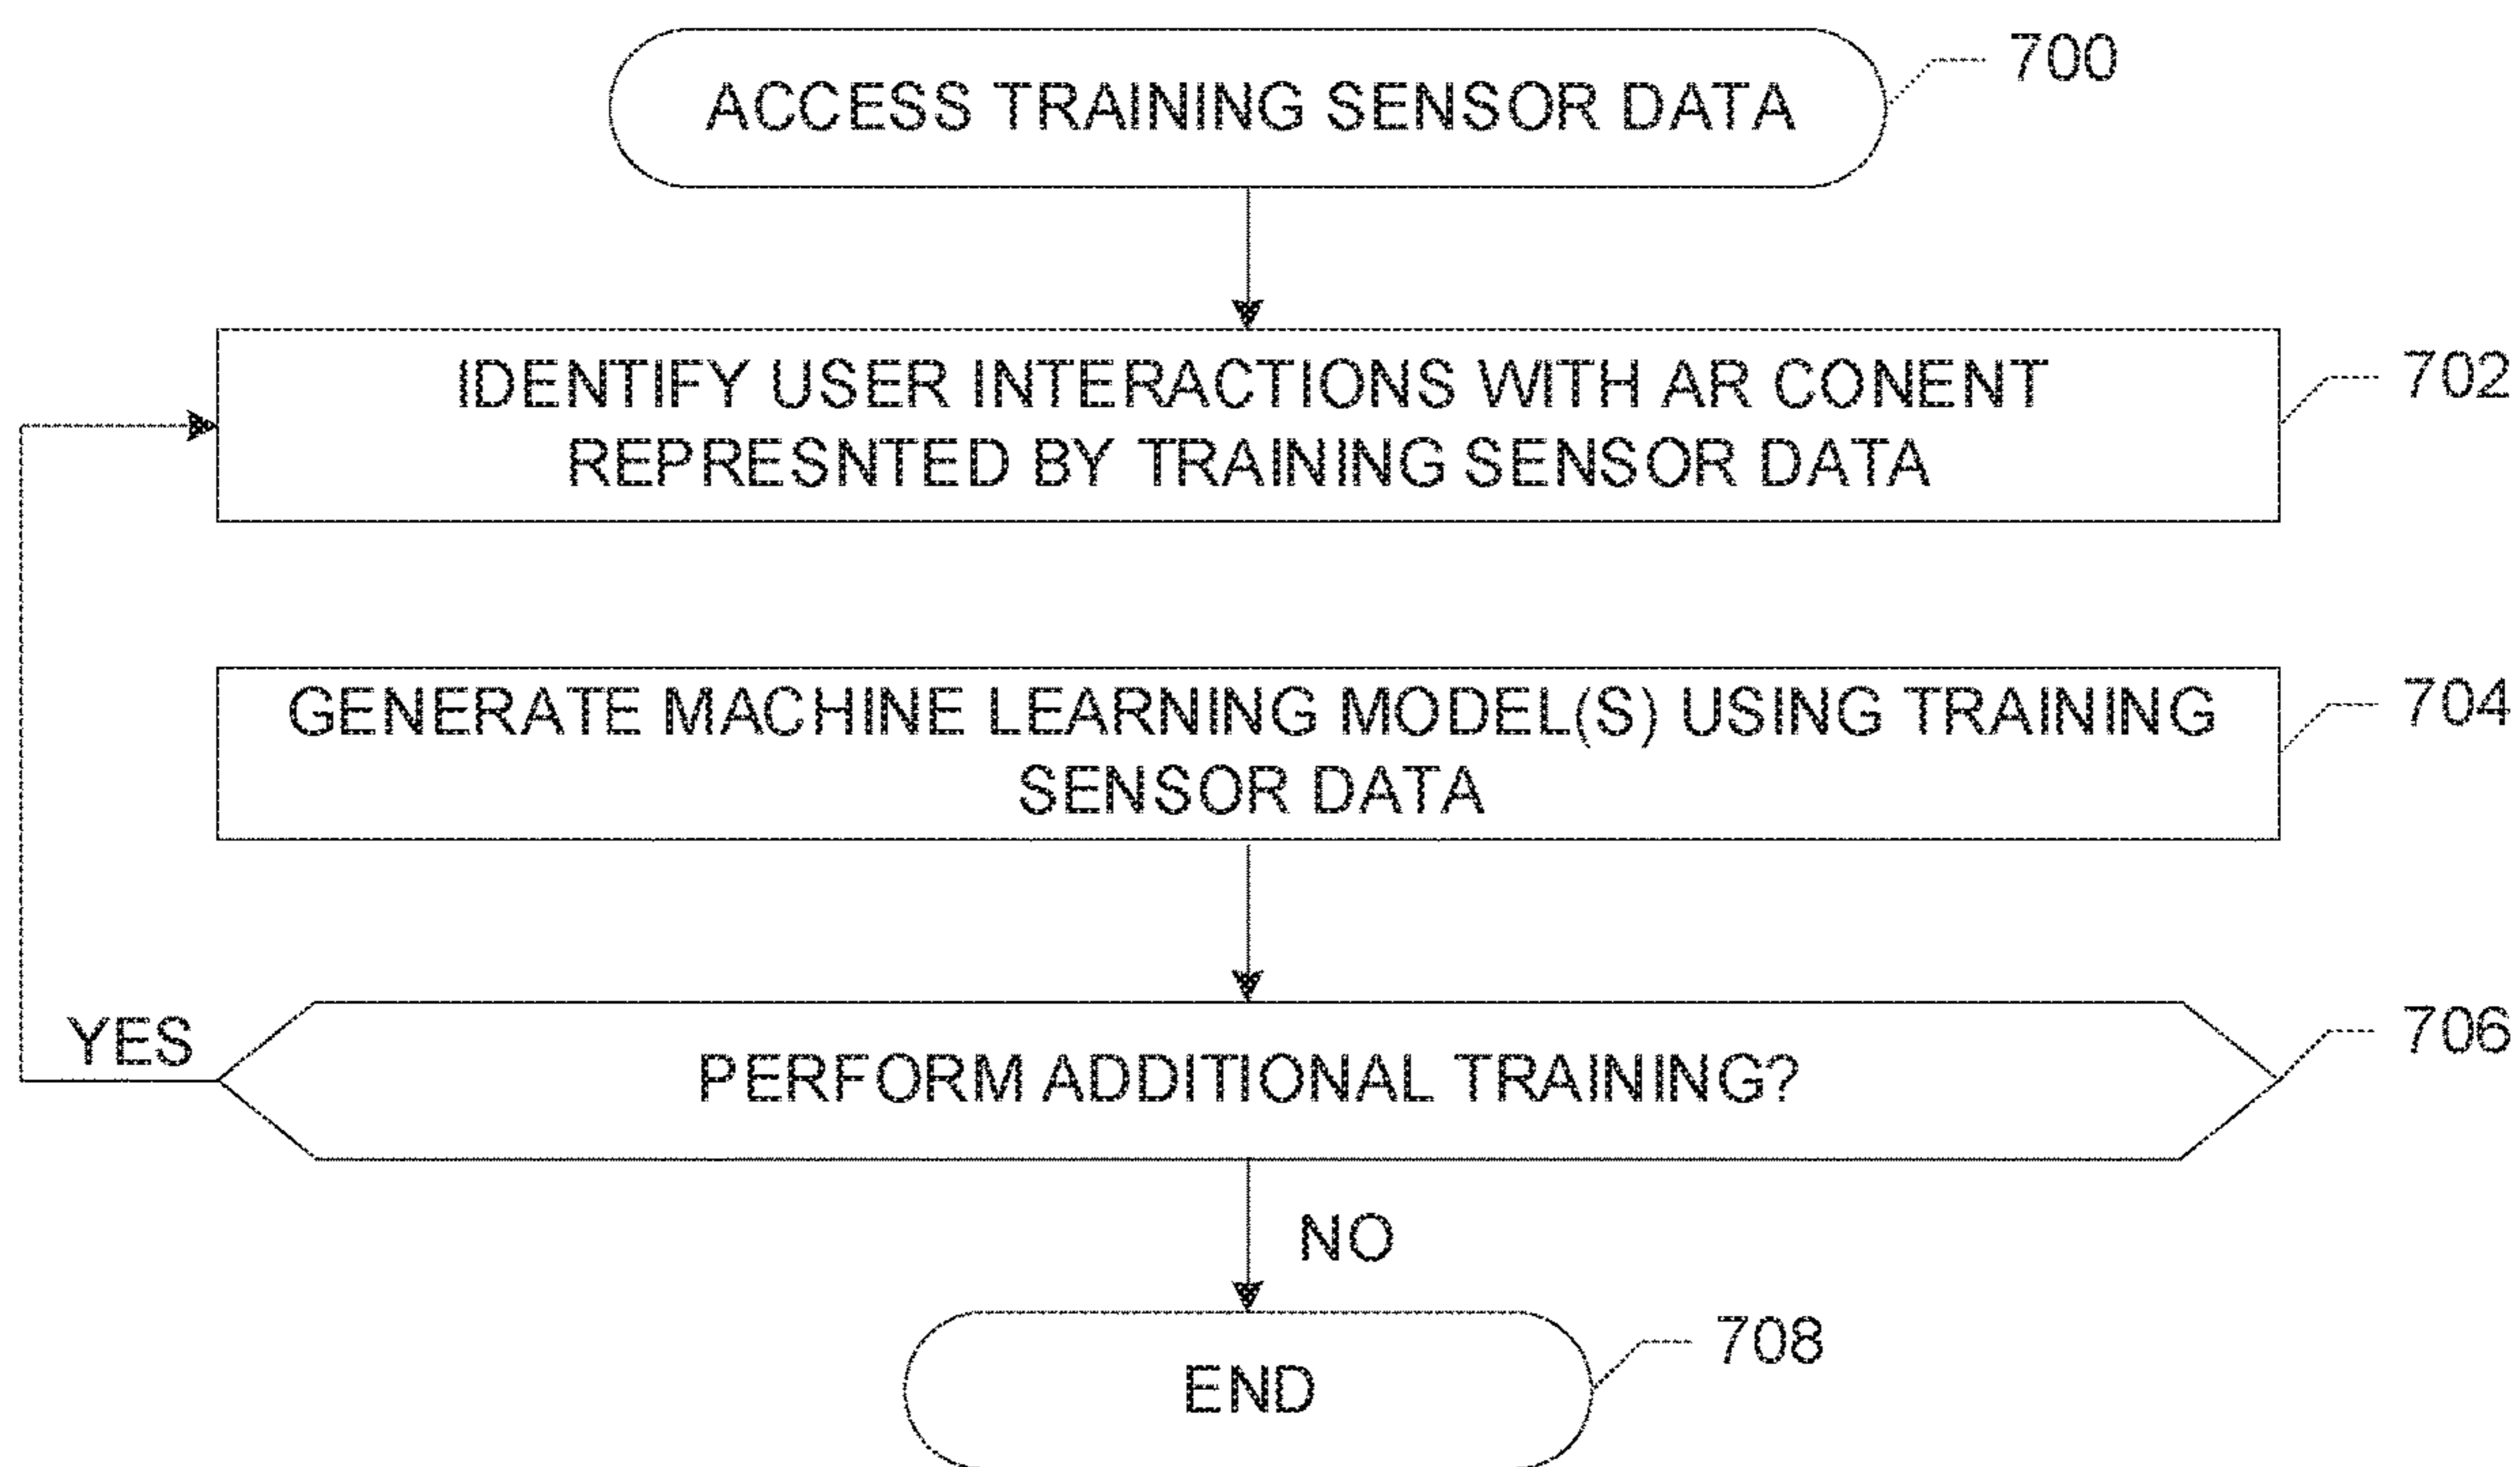 ACCESS TRAINING SENSOR DATA
700
IDENTIFY USER INTERACTIONS WITH AR CONENT
REPRESNTED BY TRAINING SENSOR DATA
702
GENERATE MACHINE LEARNING MODEL(S) USING TRAINING
SENSOR DATA
704
YES
PERFORM ADDITIONAL TRAINING?
706
NO
END
708